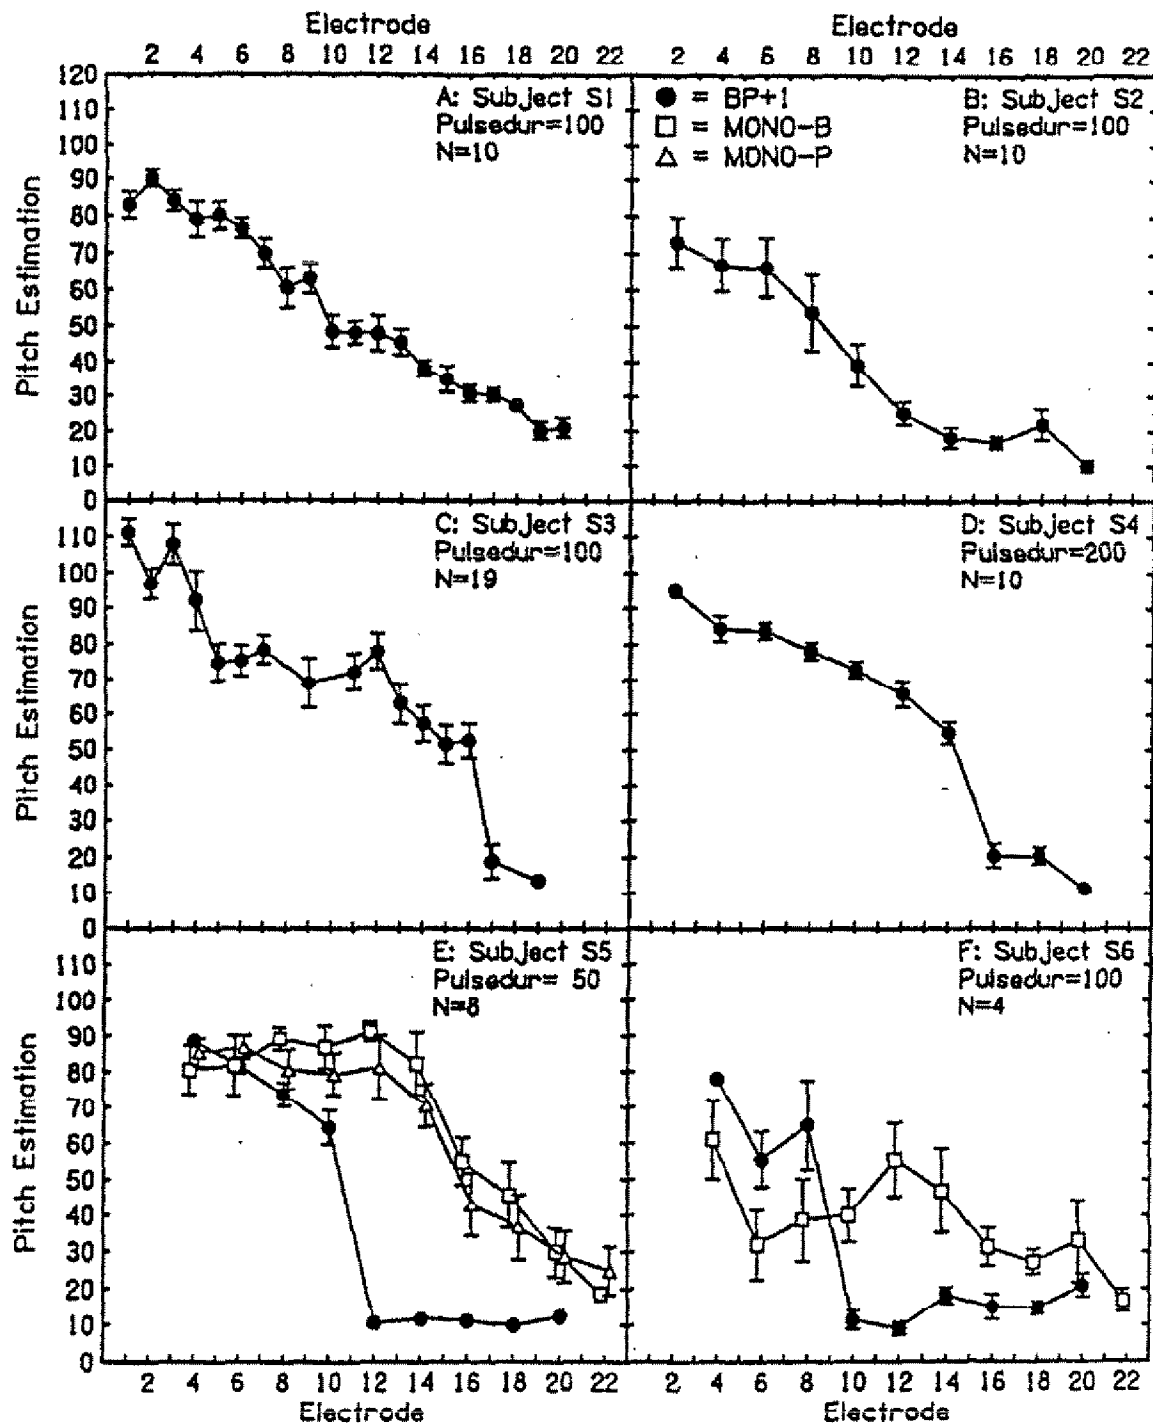 Electrode
Electrode
2 4 6 8 10 12 14 16 18 20 22
2 4 6 8 10 12 14 16 18 20 22
120
110
100
90
80
70
60
50
40
30
20
10
0
Pitch Estimation
A: Subject S1
Pulsedur=100
N=10
● = BP+1
□ = MONO-B
△ = MONO-P
B: Subject S2
Pulsedur=100
N=10
110
100
90
80
70
60
50
40
30
20
10
0
Pitch Estimation
C: Subject S3
Pulsedur=100
N=19
D: Subject S4
Pulsedur=200
N=10
110
100
90
80
70
60
50
40
30
20
10
0
Pitch Estimation
E: Subject S5
Pulsedur= 50
N=8
F: Subject S6
Pulsedur=100
N=4
2 4 6 8 10 12 14 16 18 20 22
2 4 6 8 10 12 14 16 18 20 22
Electrode
Electrode